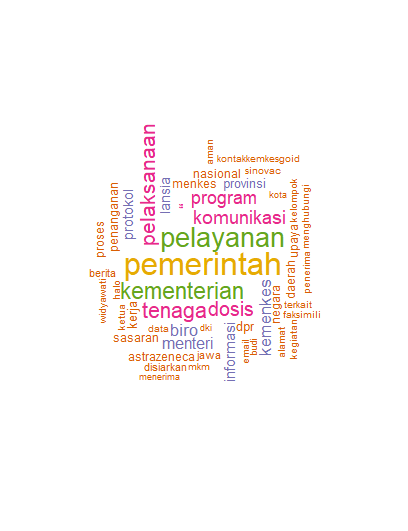 aman
kontakkemkesgoid
sinovac
nasional
menkes
provinsi
lansia
pelaksanaan
protokol
penanganan
program
kota
kelompok
komunikasi
“
pelayanan
upaya
menghubungi
proses
pemerintah
berita
daerah
penerima
widyawati
halo
kementerian
kemenkes
negara
terkait
faksimili
ketua
kerja
tenaga
dosis
data
biro
dki
informasi
dpr
sasaran
menteri
email
budi
alamat
kegiatan
astrazeneca
jawa
disiarkan
mkm
menerima